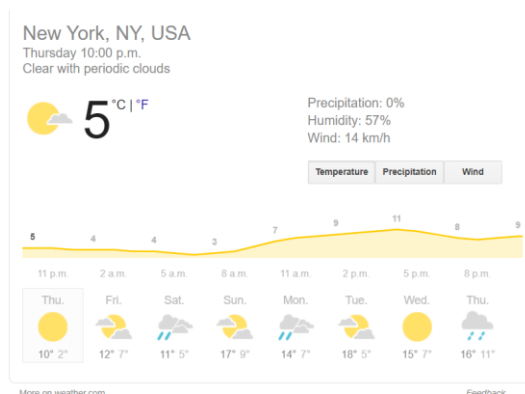 New York, NY, USA
Thursday 10:00 p.m.
Clear with periodic clouds
5 °C | °F
Precipitation: 0%
Humidity: 57%
Wind: 14 km/h
Temperature Precipitation Wind
5 4 4 3 7 9 11 8 9
11 p.m. 2 a.m. 5 a.m. 8 a.m. 11 a.m. 2 p.m. 5 p.m. 8 p.m.
Thu. Fri. Sat. Sun. Mon. Tue. Wed. Thu.
10° 2° 12° 7° 11° 5° 17° 9° 14° 7° 18° 5° 15° 7° 16° 11°
More on weather.com Feedback